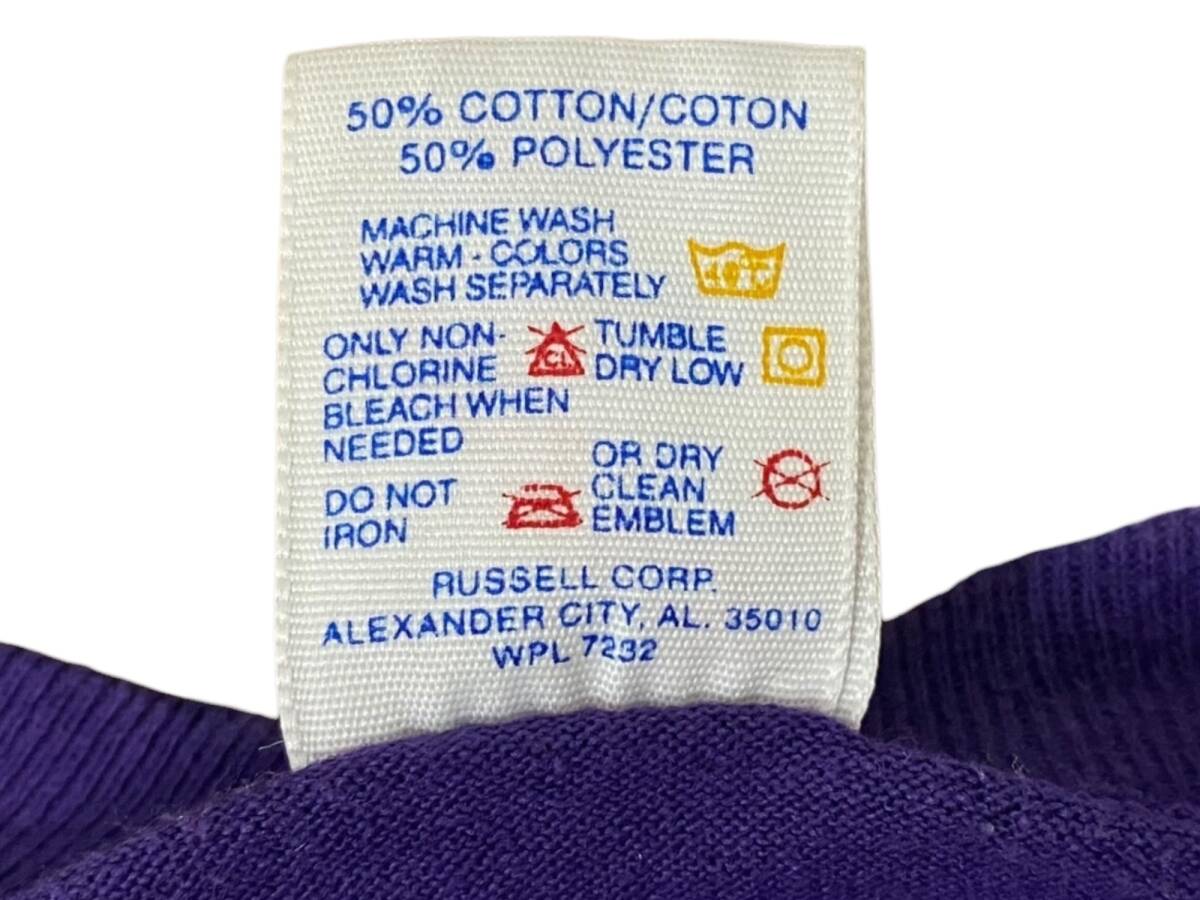 50% COTTON/COTON
50% POLYESTER
MACHINE WASH
WARM - COLORS
WASH SEPARATELY
ONLY NON-
CHLORINE
BLEACH WHEN
NEEDED
CL
TUMBLE
DRY LOW
DO NOT
IRON
OR DRY
CLEAN
EMBLEM
RUSSELL CORP.
ALEXANDER CITY, AL. 35010
WPL 7232